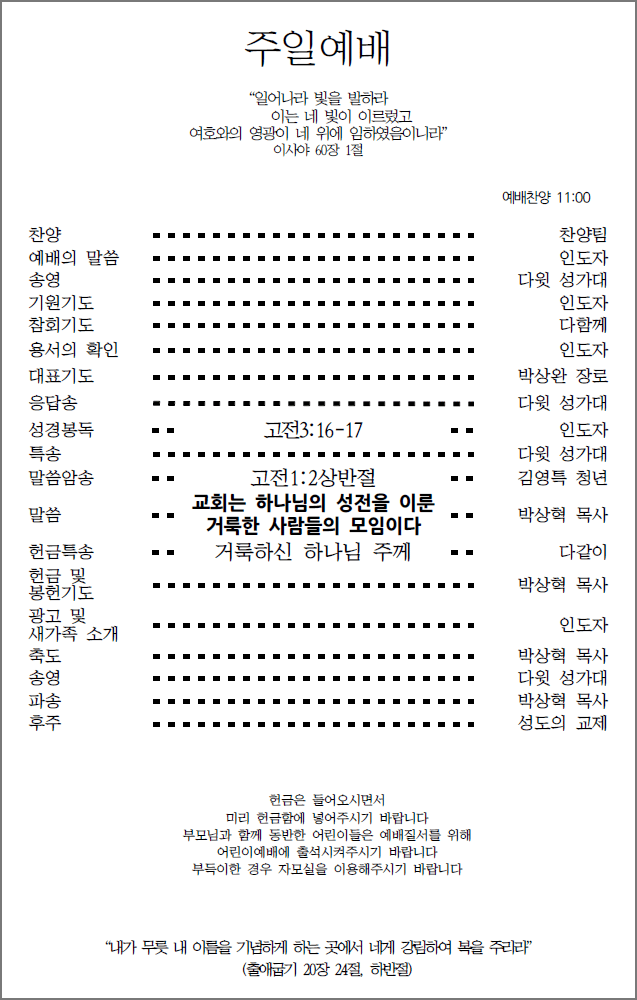 주일예배
“일어나라 빛을 발하라
이는 네 빛이 이르렀고
여호와의 영광이 네 위에 임하였음이니라”
이사야 60장 1절
예배찬양 11:00
찬양 찬양팀
예배의 말씀 인도자
송영 다윗 성가대
기원기도 인도자
참회기도 다함께
용서의 확인 인도자
대표기도 박상완 장로
응답송 다윗 성가대
성경봉독 고전3:16-17 인도자
특송 다윗 성가대
말씀암송 고전1:2상반절 김영특 청년
말씀 교회는 하나님의 성전을 이룬 박상혁 목사
거룩한 사람들의 모임이다
헌금특송 거룩하신 하나님 주께 다같이
헌금 및
봉헌기도 박상혁 목사
광고 및
새가족 소개 인도자
축도 박상혁 목사
송영 다윗 성가대
파송 박상혁 목사
후주 성도의 교제
헌금은 들어오시면서
미리 헌금함에 넣어주시기 바랍니다
부모님과 함께 동반한 어린이들은 예배질서를 위해
어린이예배에 출석시켜주시기 바랍니다
부득이한 경우 자모실을 이용해주시기 바랍니다
“내가 무릇 내 이름을 기념하게 하는 곳에서 네게 강림하여 복을 주리라”
(출애굽기 20장 24절, 하반절)